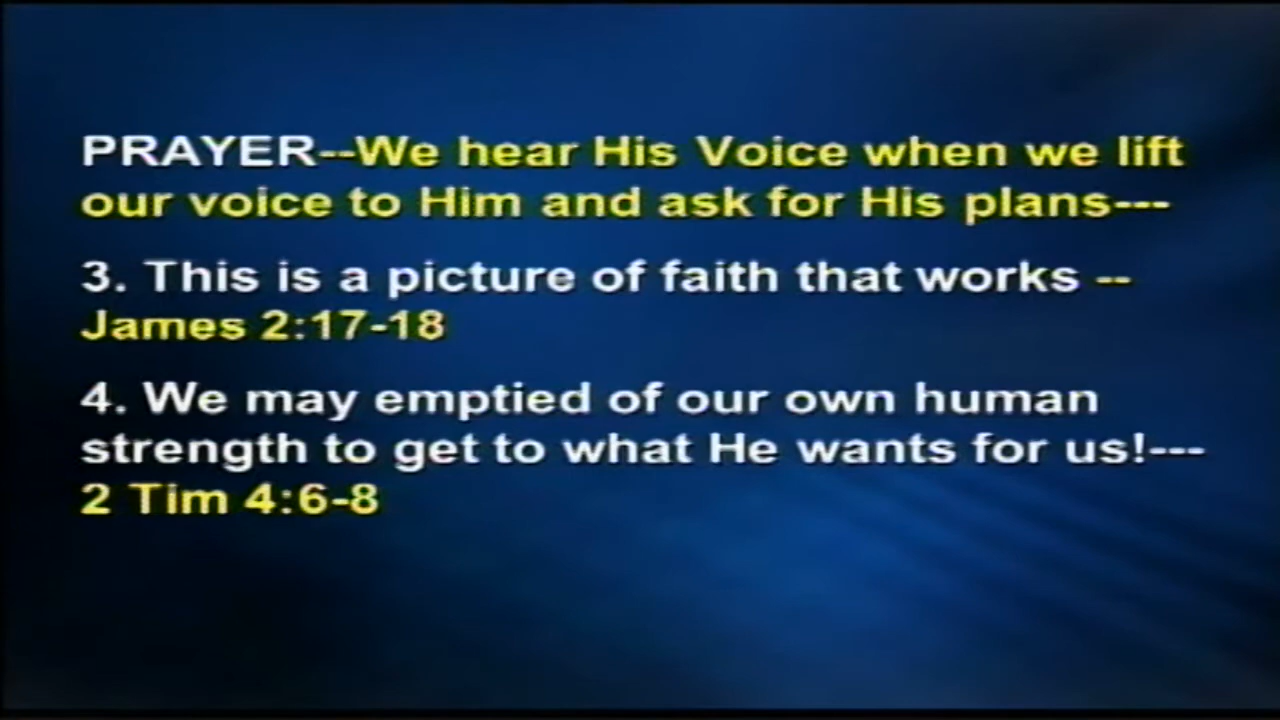 PRAYER--We hear His Voice when we lift
our voice to Him and ask for His plans---
3. This is a picture of faith that works --
James 2:17-18
4. We may emptied of our own human
strength to get to what He wants for us!---
2 Tim 4:6-8